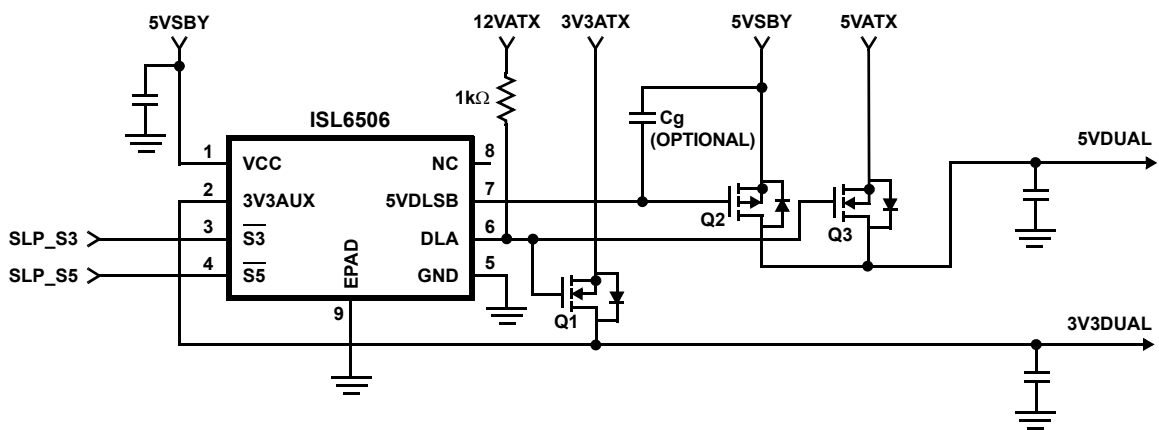 5VSBY
12VATX
3V3ATX
5VSBY
5VATX
1kΩ
Cg
(OPTIONAL)
ISL6506
1 VCC
NC 8
5VDUAL
2 3V3AUX
5VDLSB 7
Q2
Q3
SLP_S3
3 S3
DLA 6
SLP_S5
4 S5
GND 5
EPAD
9
Q1
3V3DUAL